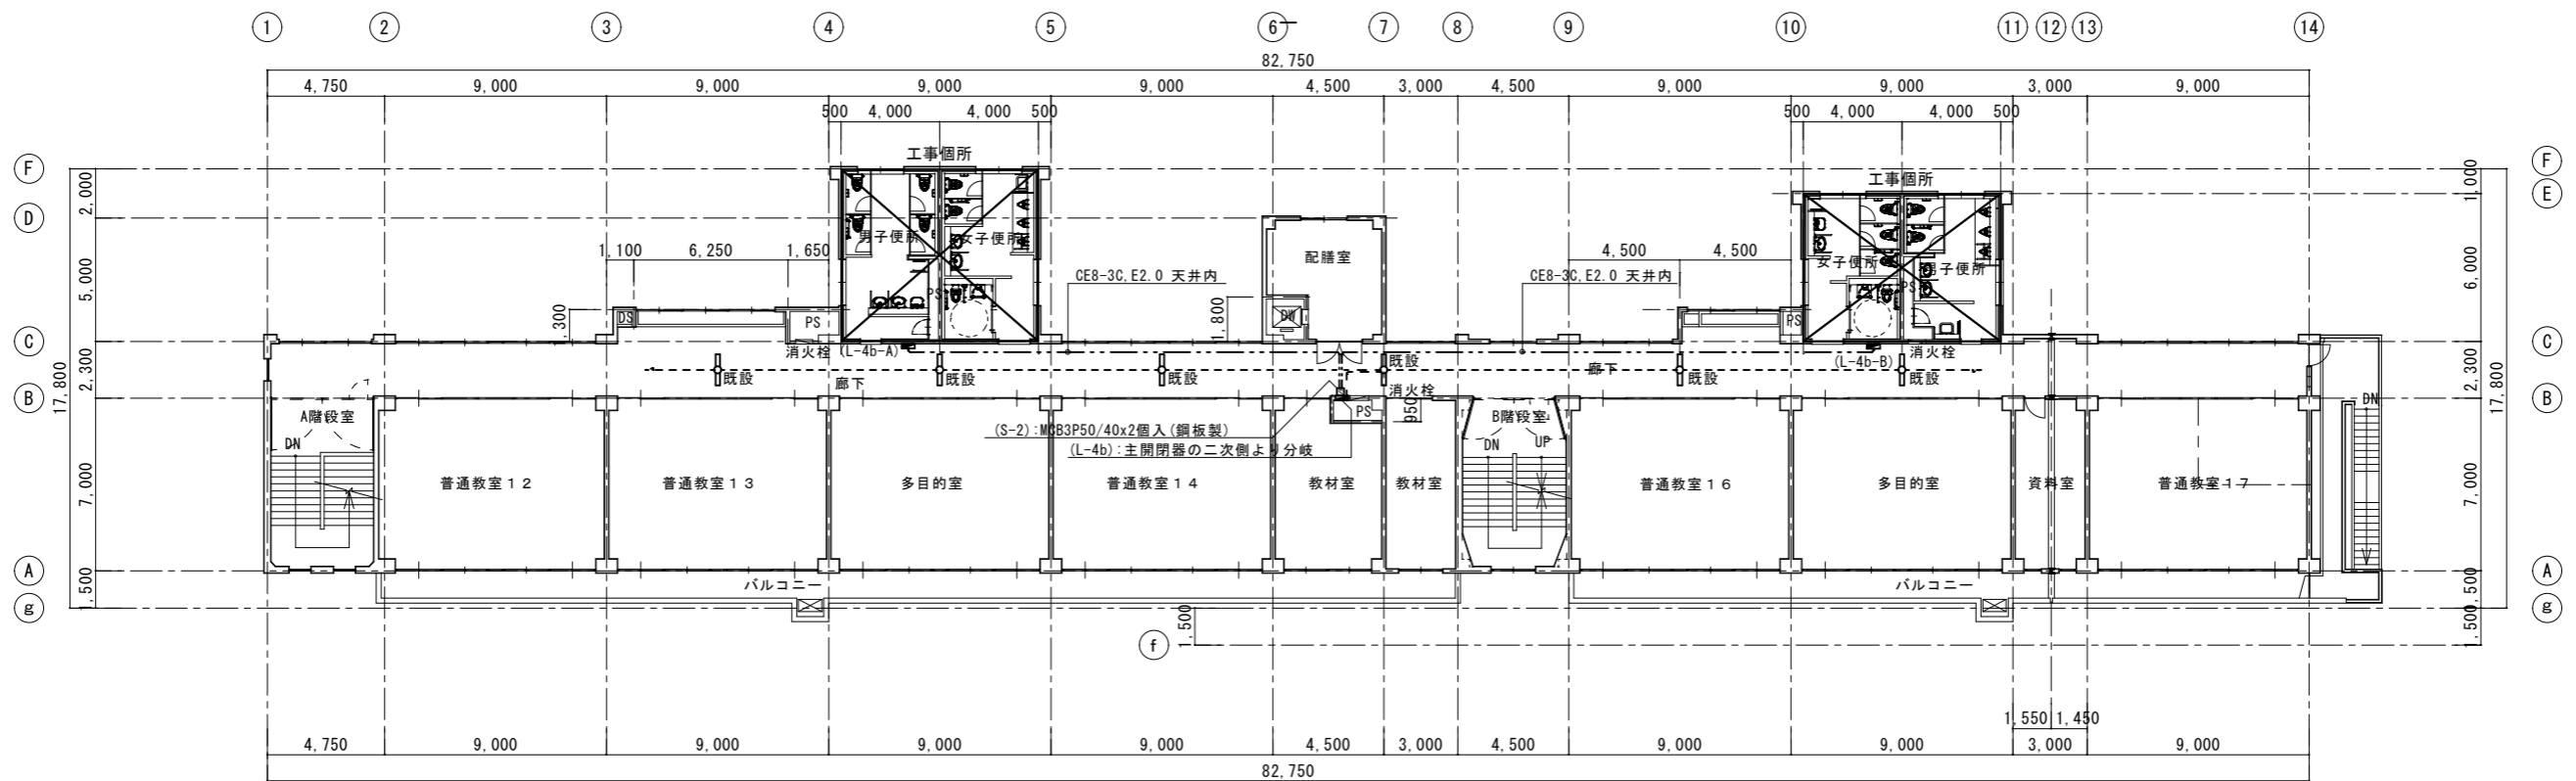 1 2 3 4 5 6 7 8 9 10 11 12 13 14
82,750
4,750 9,000 9,000 9,000 9,000 4,500 3,000 4,500 9,000 9,000 3,000 9,000
500 4,000 4,000 500 500 4,000 4,000 500
工事個所
工事個所
F
F
E
D
2,000
1,000
1,000
男子便所
女子便所
女子便所
男子便所
1,100 6,250 1,650
配膳室
4,500 4,500
CE8-3C,E2.0 天井内
CE8-3C,E2.0 天井内
5,000
6,000
PS
PS
1,300
1,800
DS
PS
DW
PS
C
C
消火栓 (L-4b-A)
既設
消火栓
(L-4b-B)
既設
既設
既設
既設
既設
廊下
廊下
2,300
2,300
17,800
17,800
消火栓
B
B
A階段室
PS
950
B階段室
DN
DN
DN
UP
(S-2):MCB3P50/40x2個入(鋼板製)
(L-4b):主開閉器の二次側より分岐
普通教室12
普通教室13
多目的室
普通教室14
教材室
教材室
普通教室16
多目的室
資料室
普通教室17
7,000
7,000
A
A
バルコニー
バルコニー
1,500
1,500
g
g
1,500
1,500
f
1,550 1,450
4,750 9,000 9,000 9,000 9,000 4,500 3,000 4,500 9,000 9,000 3,000 9,000
82,750